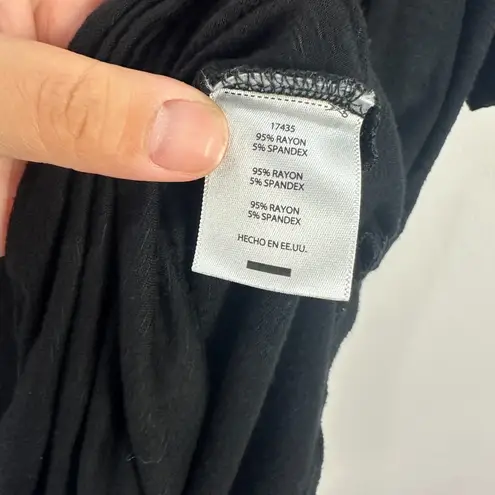 17435
95% RAYON
5% SPANDEX
95% RAYON
5% SPANDEX
95% RAYON
5% SPANDEX
HECHO EN EE.UU.